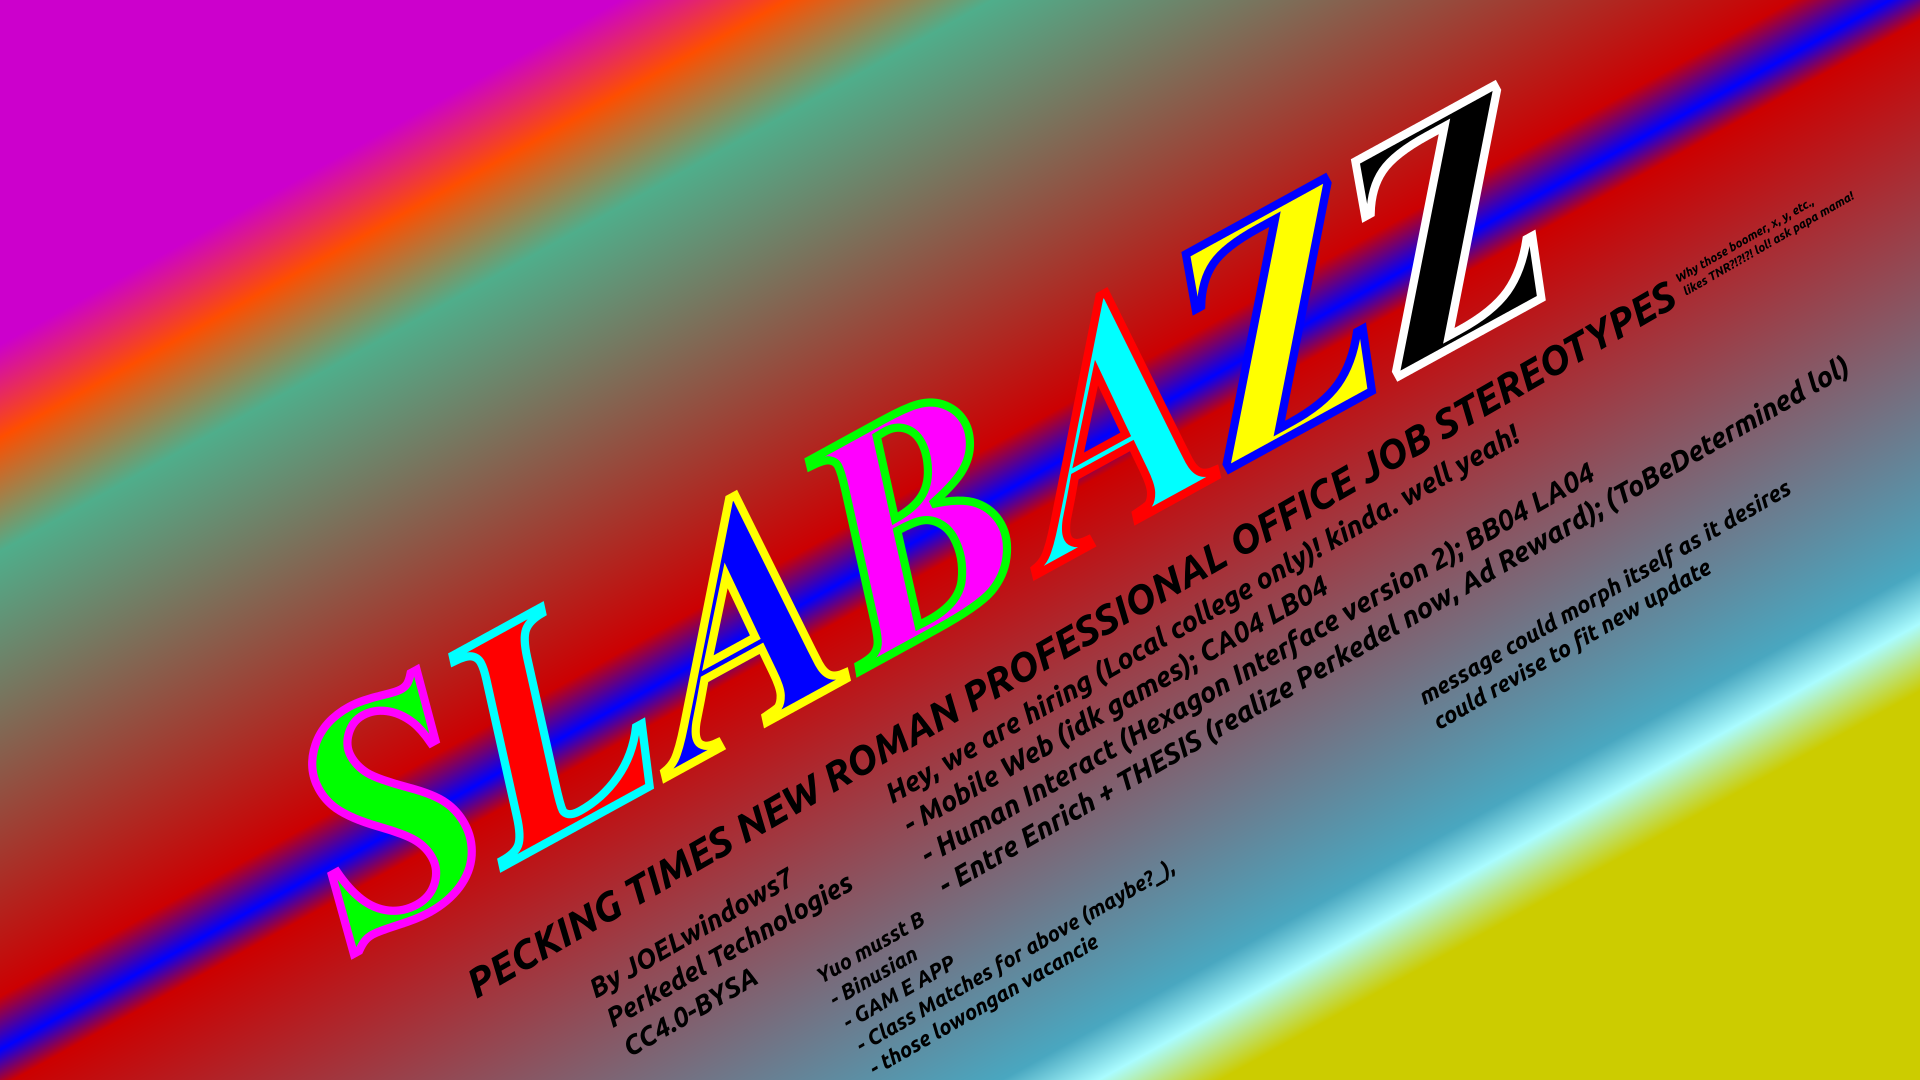 SLABAZZ
PECKING TIMES NEW ROMAN PROFESSIONAL OFFICE JOB STEREOTYPES
Why those boomer, x, y, etc.,
likes TNR?!?!?! lol! ask papa mama!
By JOELwindows7
Perkedel Technologies
CC4.0-BYSA
Hey, we are hiring (Local college only)! kinda. well yeah!
- Mobile Web (idk games); CA04 LB04
- Human Interact (Hexagon Interface version 2); BB04 LA04
- Entre Enrich + THESIS (realize Perkedel now, Ad Reward); (ToBeDetermined lol)
Yuo musst B
- Binusian
- GAM E APP
- Class Matches for above (maybe?_),
- those lowongan vacancie
message could morph itself as it desires
could revise to fit new update